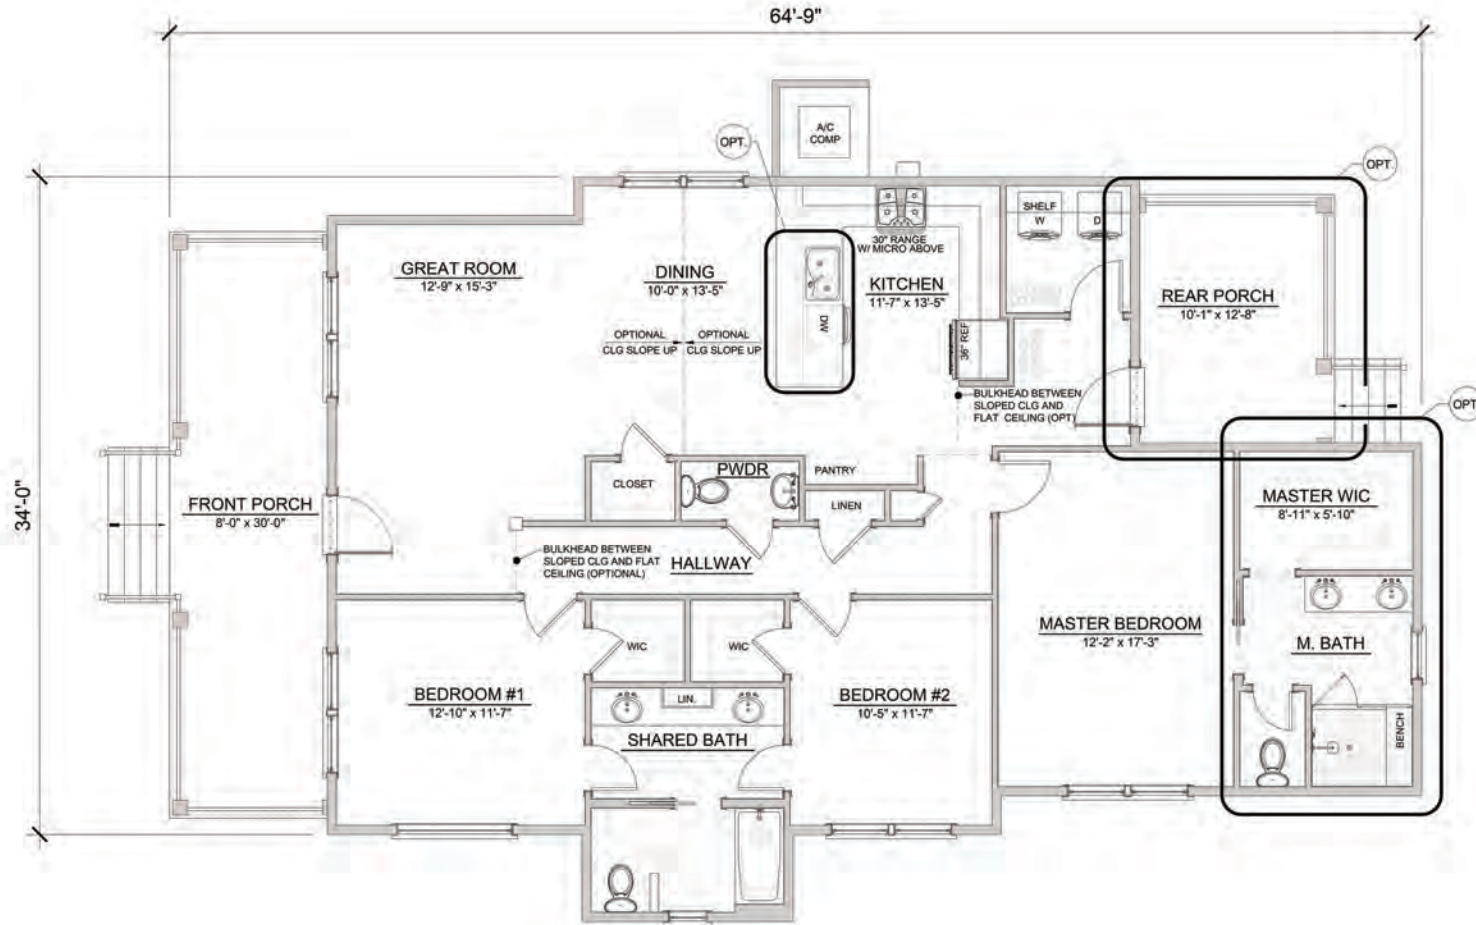 64'-9"
A/C
COMP
OPT.
OPT.
SHELF
W
D
30" RANGE
W/ MICRO ABOVE
GREAT ROOM
12'-9" x 15'-3"
DINING
10'-0" x 13'-5"
KITCHEN
11'-7" x 13'-5"
REAR PORCH
10'-1" x 12'-8"
DW
36" REF
OPTIONAL
CLG SLOPE UP
OPTIONAL
CLG SLOPE UP
BULKHEAD BETWEEN
SLOPED CLG AND
FLAT CEILING (OPT)
OPT
34'-0"
CLOSET
PWDR
PANTRY
LINEN
FRONT PORCH
8'-0" x 30'-0"
MASTER WIC
8'-11" x 5'-10"
BULKHEAD BETWEEN
SLOPED CLG AND FLAT
CEILING (OPTIONAL)
HALLWAY
MASTER BEDROOM
12'-2" x 17'-3"
M. BATH
WIC
WIC
BEDROOM #1
12'-10" x 11'-7"
LIN.
BEDROOM #2
10'-5" x 11'-7"
SHARED BATH
BENCH